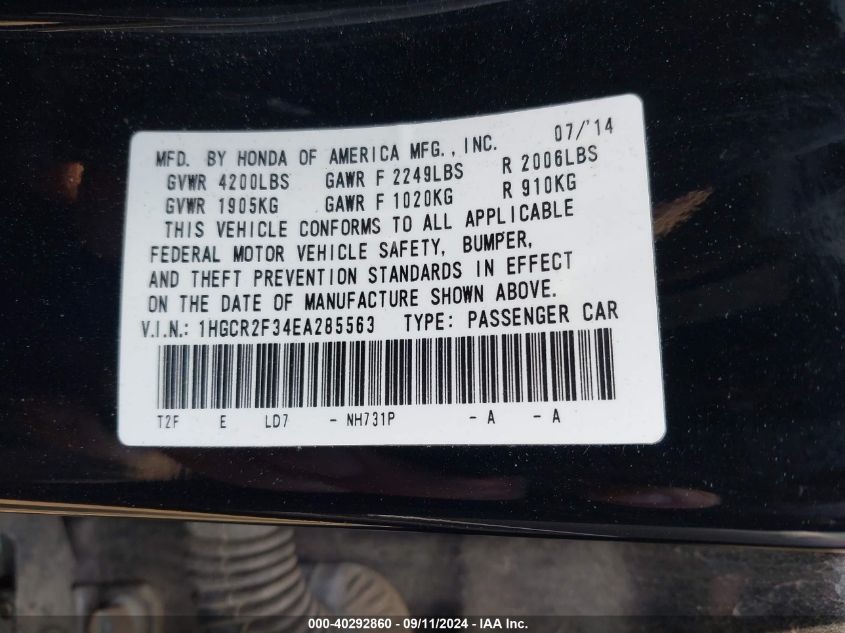 MFD. BY HONDA OF AMERICA MFG., INC. 07/'14
GVWR 4200LBS GAWR F 2249LBS R 2006LBS
GVWR 1905KG GAWR F 1020KG R 910KG
THIS VEHICLE CONFORMS TO ALL APPLICABLE
FEDERAL MOTOR VEHICLE SAFETY, BUMPER,
AND THEFT PREVENTION STANDARDS IN EFFECT
ON THE DATE OF MANUFACTURE SHOWN ABOVE.
V.I.N.: 1HGCR2F34EA285563 TYPE: PASSENGER CAR
T2F E LD7 - NH731P - A - A
000-40292860 - 09/11/2024 - IAA Inc.